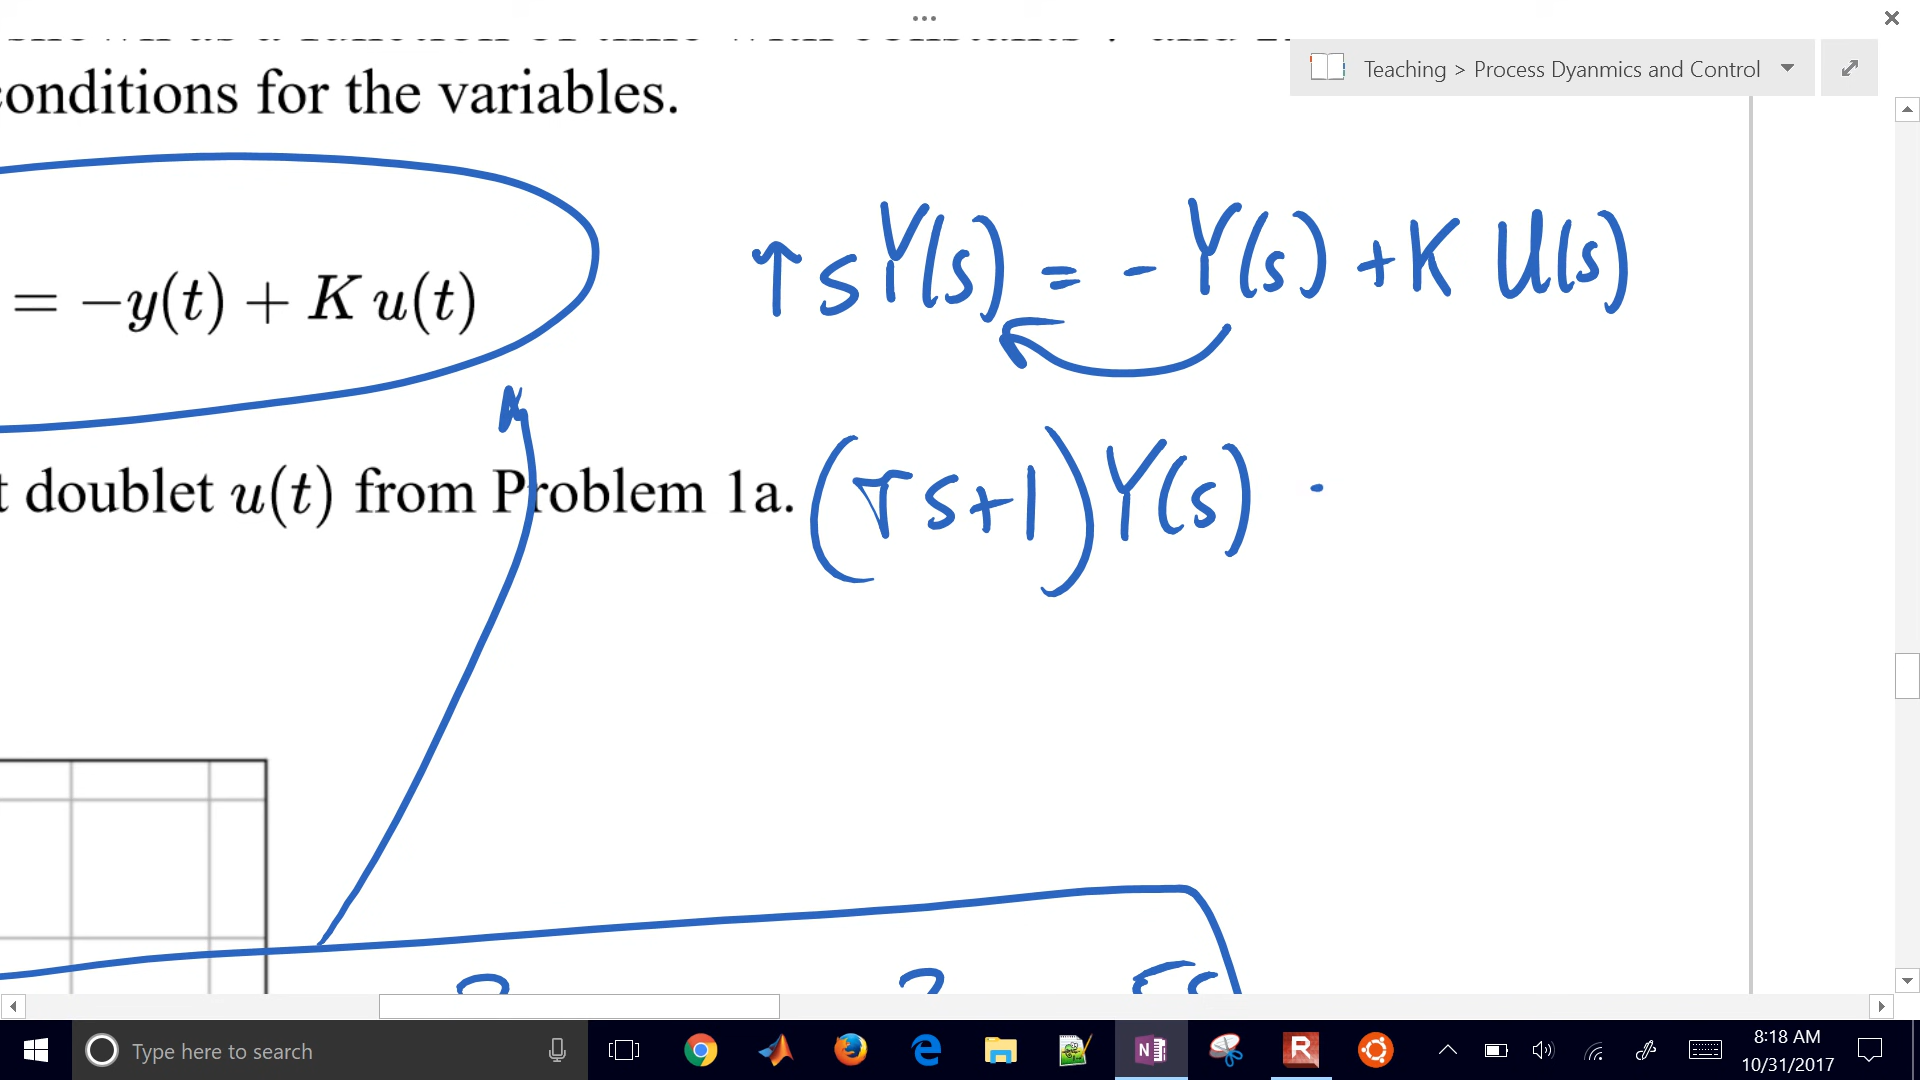 Teaching > Process Dyanmics and Control
conditions for the variables.
= −y(t) + K u(t)
τ s Y(s) = - Y(s) + K U(s)
t doublet u(t) from Problem 1a.
(τ s + 1) Y(s) -
Type here to search
8:18 AM
10/31/2017